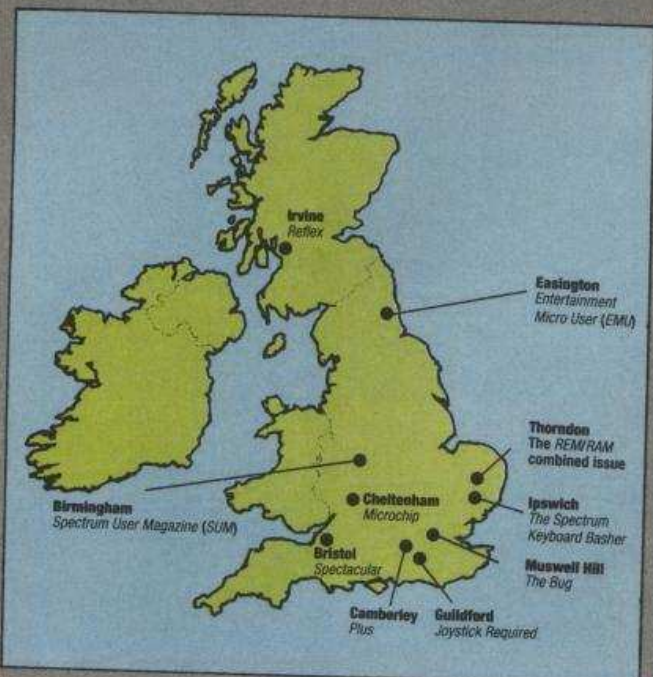 Irvine
Reflex
Easington
Entertainment
Micro User (EMU)
Thorndon
The REM/RAM
combined issue
Birmingham
Spectrum User Magazine (SUM)
Cheltenham
Microchip
Ipswich
The Spectrum
Keyboard Basher
Bristol
Spectacular
Muswell Hill
The Bug
Camberley
Plus
Guildford
Joystick Required